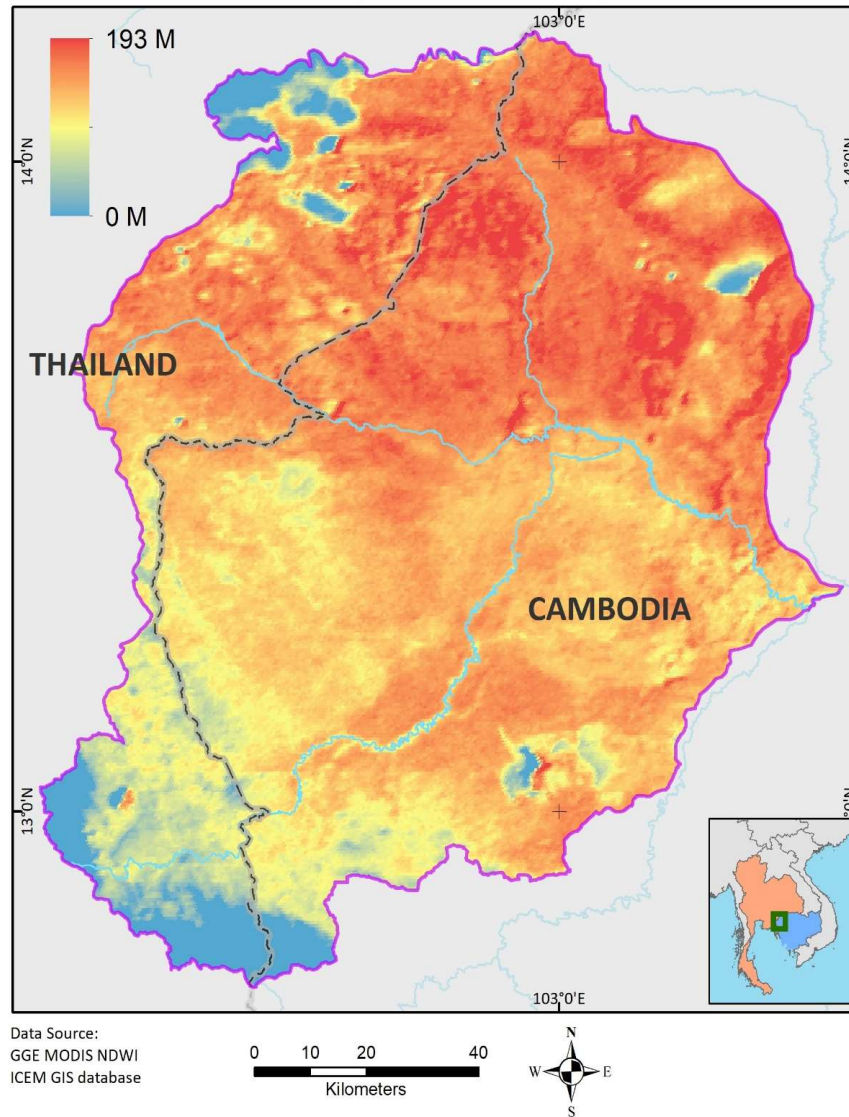 103°0'E
193 M
0 M
14°0'N
14°0'N
THAILAND
CAMBODIA
13°0'N
°0'N
103°0'E
Data Source:
GGE MODIS NDWI
ICEM GIS database
0 10 20 40
Kilometers
N
W E
S